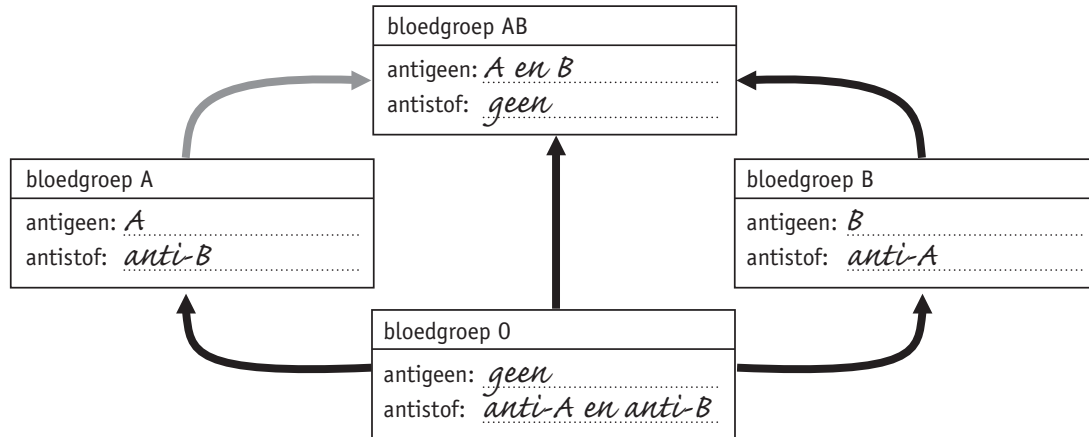 bloedgroep AB
antigeen: A en B
antistof: geen
bloedgroep A
antigeen: A
antistof: anti-B
bloedgroep B
antigeen: B
antistof: anti-A
bloedgroep O
antigeen: geen
antistof: anti-A en anti-B